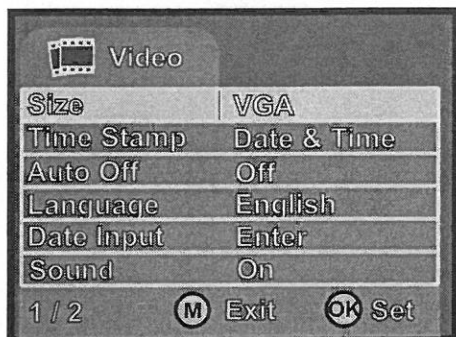 Video
Size VGA
Time Stamp Date & Time
Auto Off Off
Language English
Date Input Enter
Sound On
1 / 2 M Exit OK Set